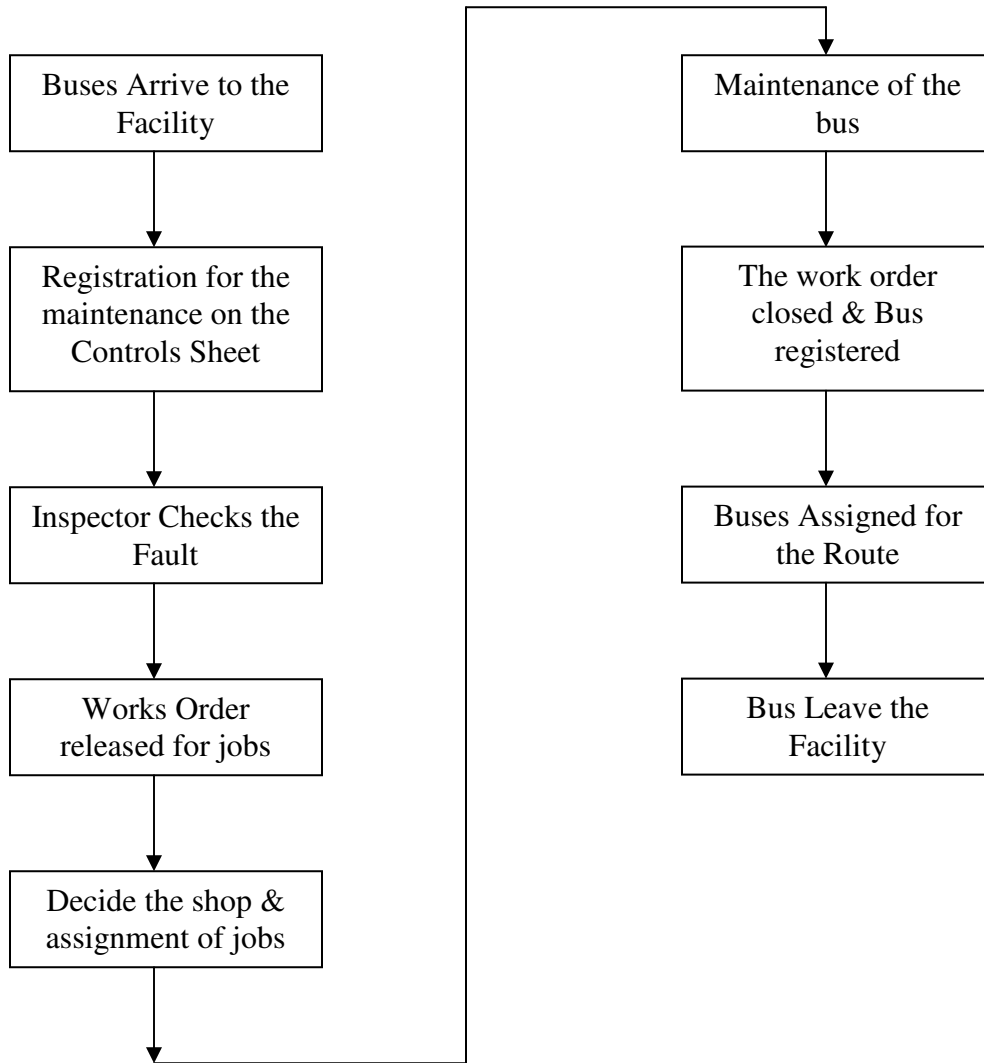 Buses Arrive to the
Facility
Registration for the
maintenance on the
Controls Sheet
Inspector Checks the
Fault
Works Order
released for jobs
Decide the shop &
assignment of jobs
Maintenance of the
bus
The work order
closed & Bus
registered
Buses Assigned for
the Route
Bus Leave the
Facility